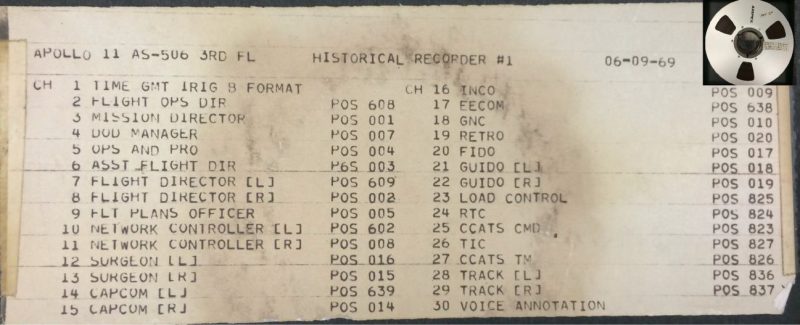 APOLLO 11 AS-506 3RD FL HISTORICAL RECORDER #1 06-09-69
CH 1 TIME GMT IRIG B FORMAT CH 16 INCO POS 009
2 FLIGHT OPS DIR POS 608 17 EECOM POS 638
3 MISSION DIRECTOR POS 001 18 GNC POS 010
4 DOD MANAGER POS 007 19 RETRO POS 020
5 OPS AND PRO POS 004 20 FIDO POS 017
6 ASST FLIGHT DIR POS 003 21 GUIDO [L] POS 018
7 FLIGHT DIRECTOR [L] POS 609 22 GUIDO [R] POS 019
8 FLIGHT DIRECTOR [R] POS 002 23 LOAD CONTROL POS 825
9 FLT PLANS OFFICER POS 005 24 RTC POS 824
10 NETWORK CONTROLLER [L] POS 602 25 CCATS CMD POS 823
11 NETWORK CONTROLLER [R] POS 008 26 TIC POS 827
12 SURGEON [L] POS 016 27 CCATS TM POS 826
13 SURGEON [R] POS 015 28 TRACK [L] POS 836
14 CAPCOM [L] POS 639 29 TRACK [R] POS 837
15 CAPCOM [R] POS 014 30 VOICE ANNOTATION